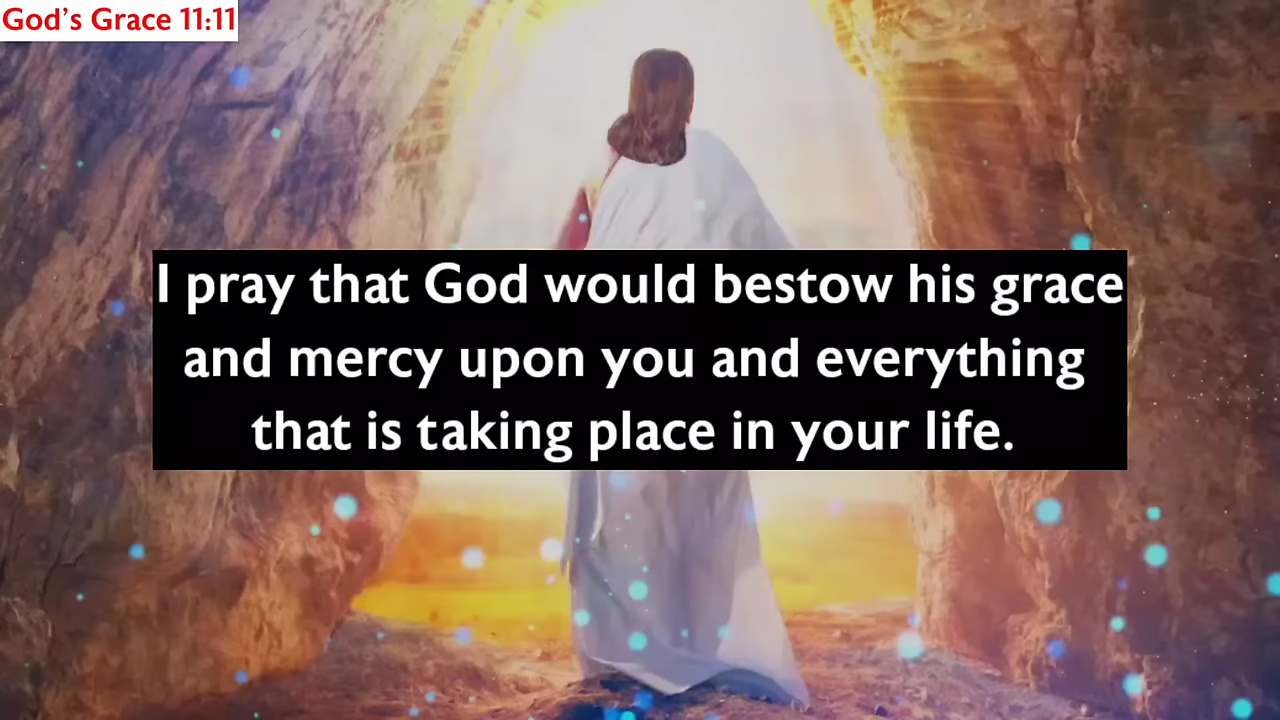 God’s Grace 11:11
I pray that God would bestow his grace
and mercy upon you and everything
that is taking place in your life.